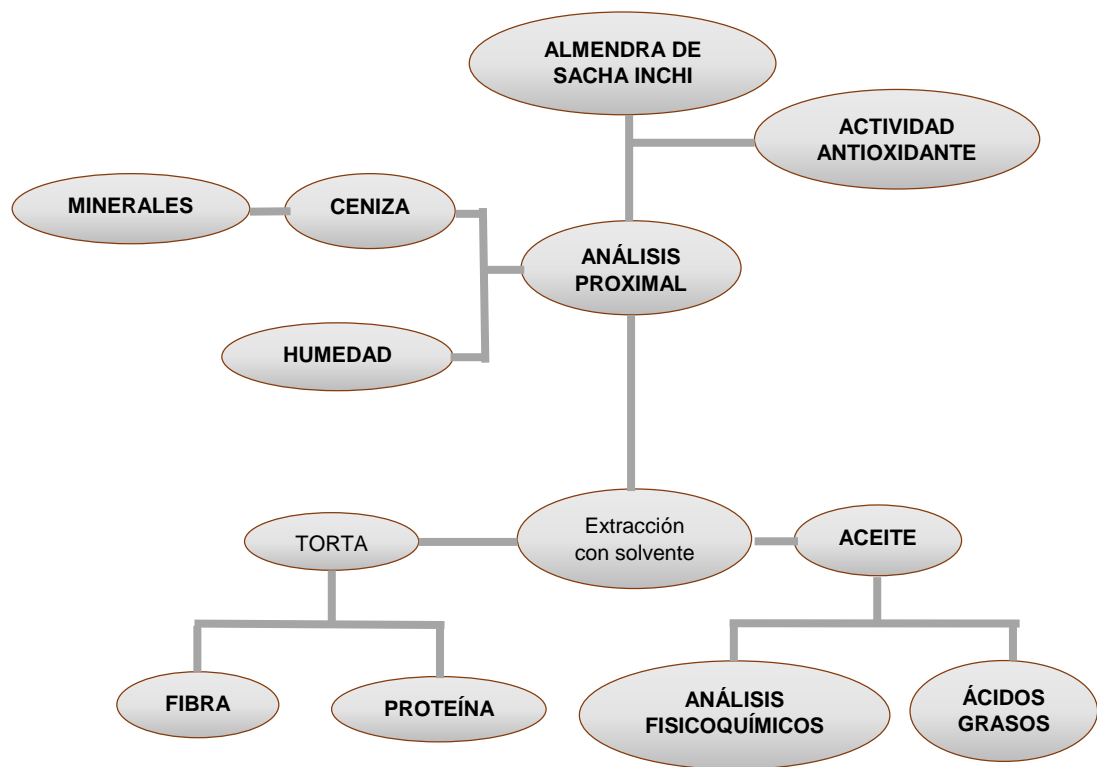 ALMENDRA DE
SACHA INCHI
ACTIVIDAD
ANTIOXIDANTE
MINERALES
CENIZA
ANÁLISIS
PROXIMAL
HUMEDAD
Extracción
con solvente
TORTA
ACEITE
FIBRA
PROTEÍNA
ANÁLISIS
FISICOQUÍMICOS
ÁCIDOS
GRASOS